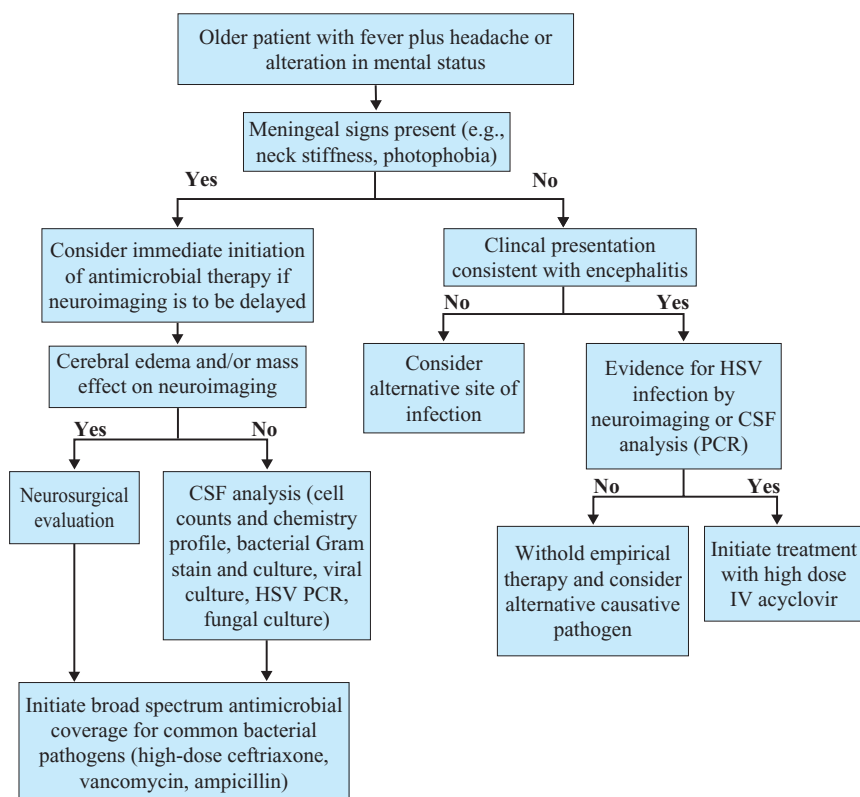 Older patient with fever plus headache or
alteration in mental status
Meningeal signs present (e.g.,
neck stiffness, photophobia)
Yes
No
Consider immediate initiation
of antimicrobial therapy if
neuroimaging is to be delayed
Clincal presentation
consistent with encephalitis
No
Yes
Cerebral edema and/or mass
effect on neuroimaging
Consider
alternative site of
infection
Evidence for HSV
infection by
neuroimaging or CSF
analysis (PCR)
Yes
No
Neurosurgical
evaluation
CSF analysis (cell
counts and chemistry
profile, bacterial Gram
stain and culture, viral
culture, HSV PCR,
fungal culture)
No
Yes
Withold empirical
therapy and consider
alternative causative
pathogen
Initiate treatment
with high dose
IV acyclovir
Initiate broad spectrum antimicrobial
coverage for common bacterial
pathogens (high-dose ceftriaxone,
vancomycin, ampicillin)